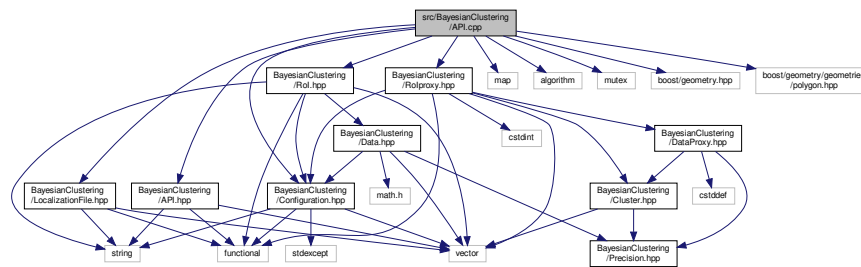 src/BayesianClustering
/API.cpp
BayesianClustering
/RoI.hpp
BayesianClustering
/RoIproxy.hpp
map
algorithm
mutex
boost/geometry.hpp
boost/geometry/geometries
/polygon.hpp
BayesianClustering
/Data.hpp
cstdint
BayesianClustering
/DataProxy.hpp
BayesianClustering
/LocalizationFile.hpp
BayesianClustering
/API.hpp
BayesianClustering
/Configuration.hpp
math.h
BayesianClustering
/Cluster.hpp
cstddef
string
functional
stdexcept
vector
BayesianClustering
/Precision.hpp